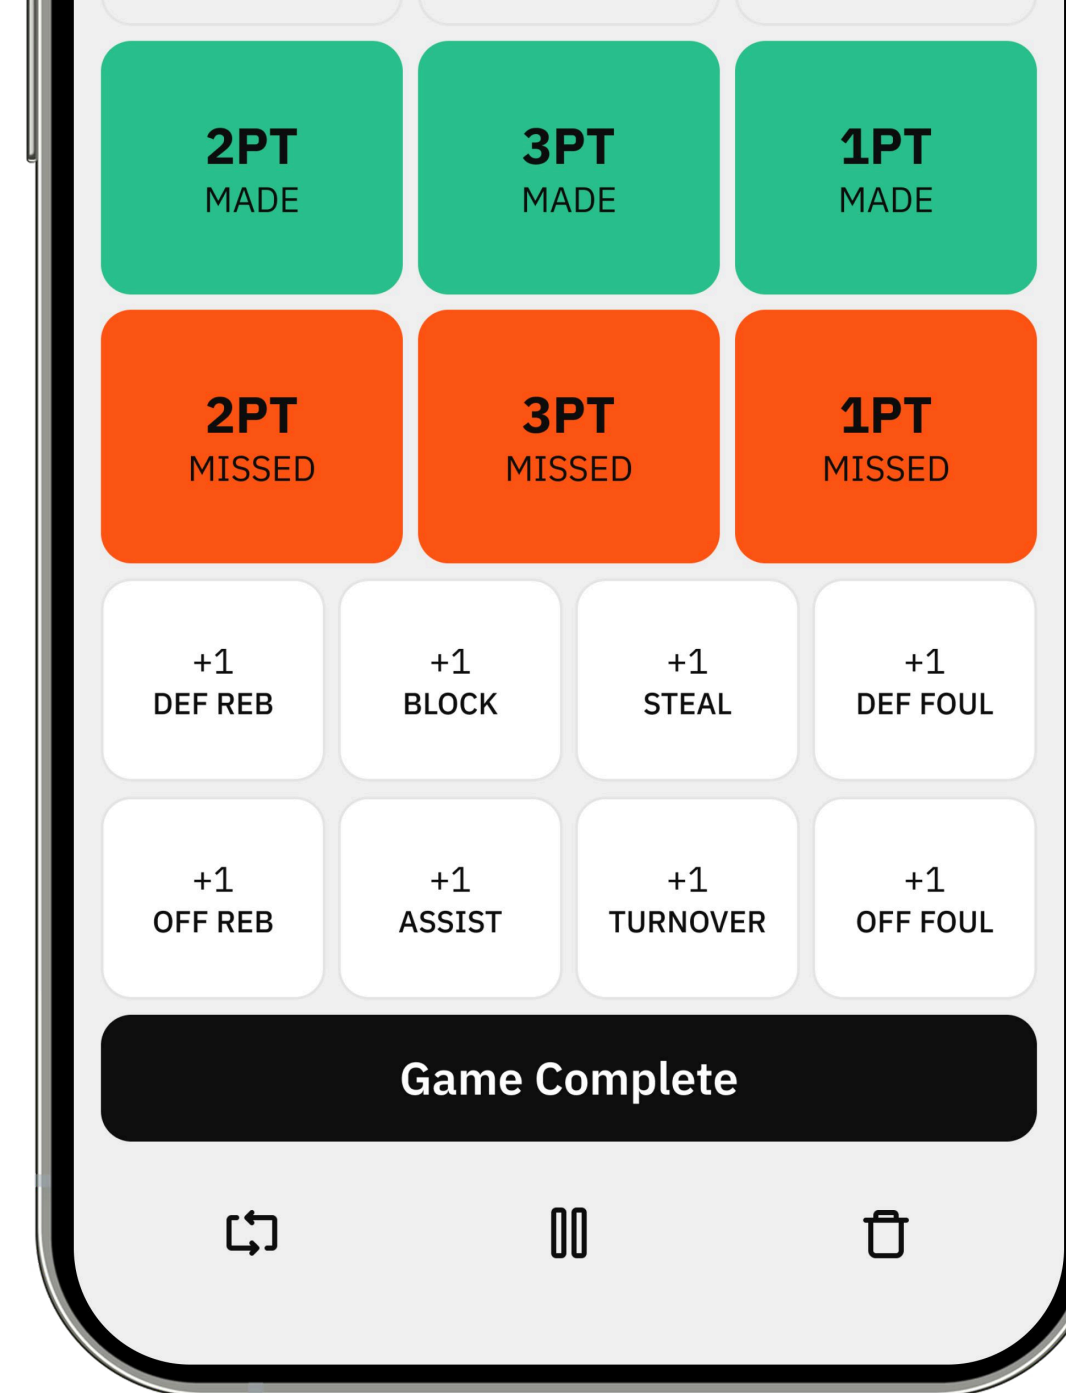 2PT
MADE
3PT
MADE
1PT
MADE
2PT
MISSED
3PT
MISSED
1PT
MISSED
+1
DEF REB
+1
BLOCK
+1
STEAL
+1
DEF FOUL
+1
OFF REB
+1
ASSIST
+1
TURNOVER
+1
OFF FOUL
Game Complete